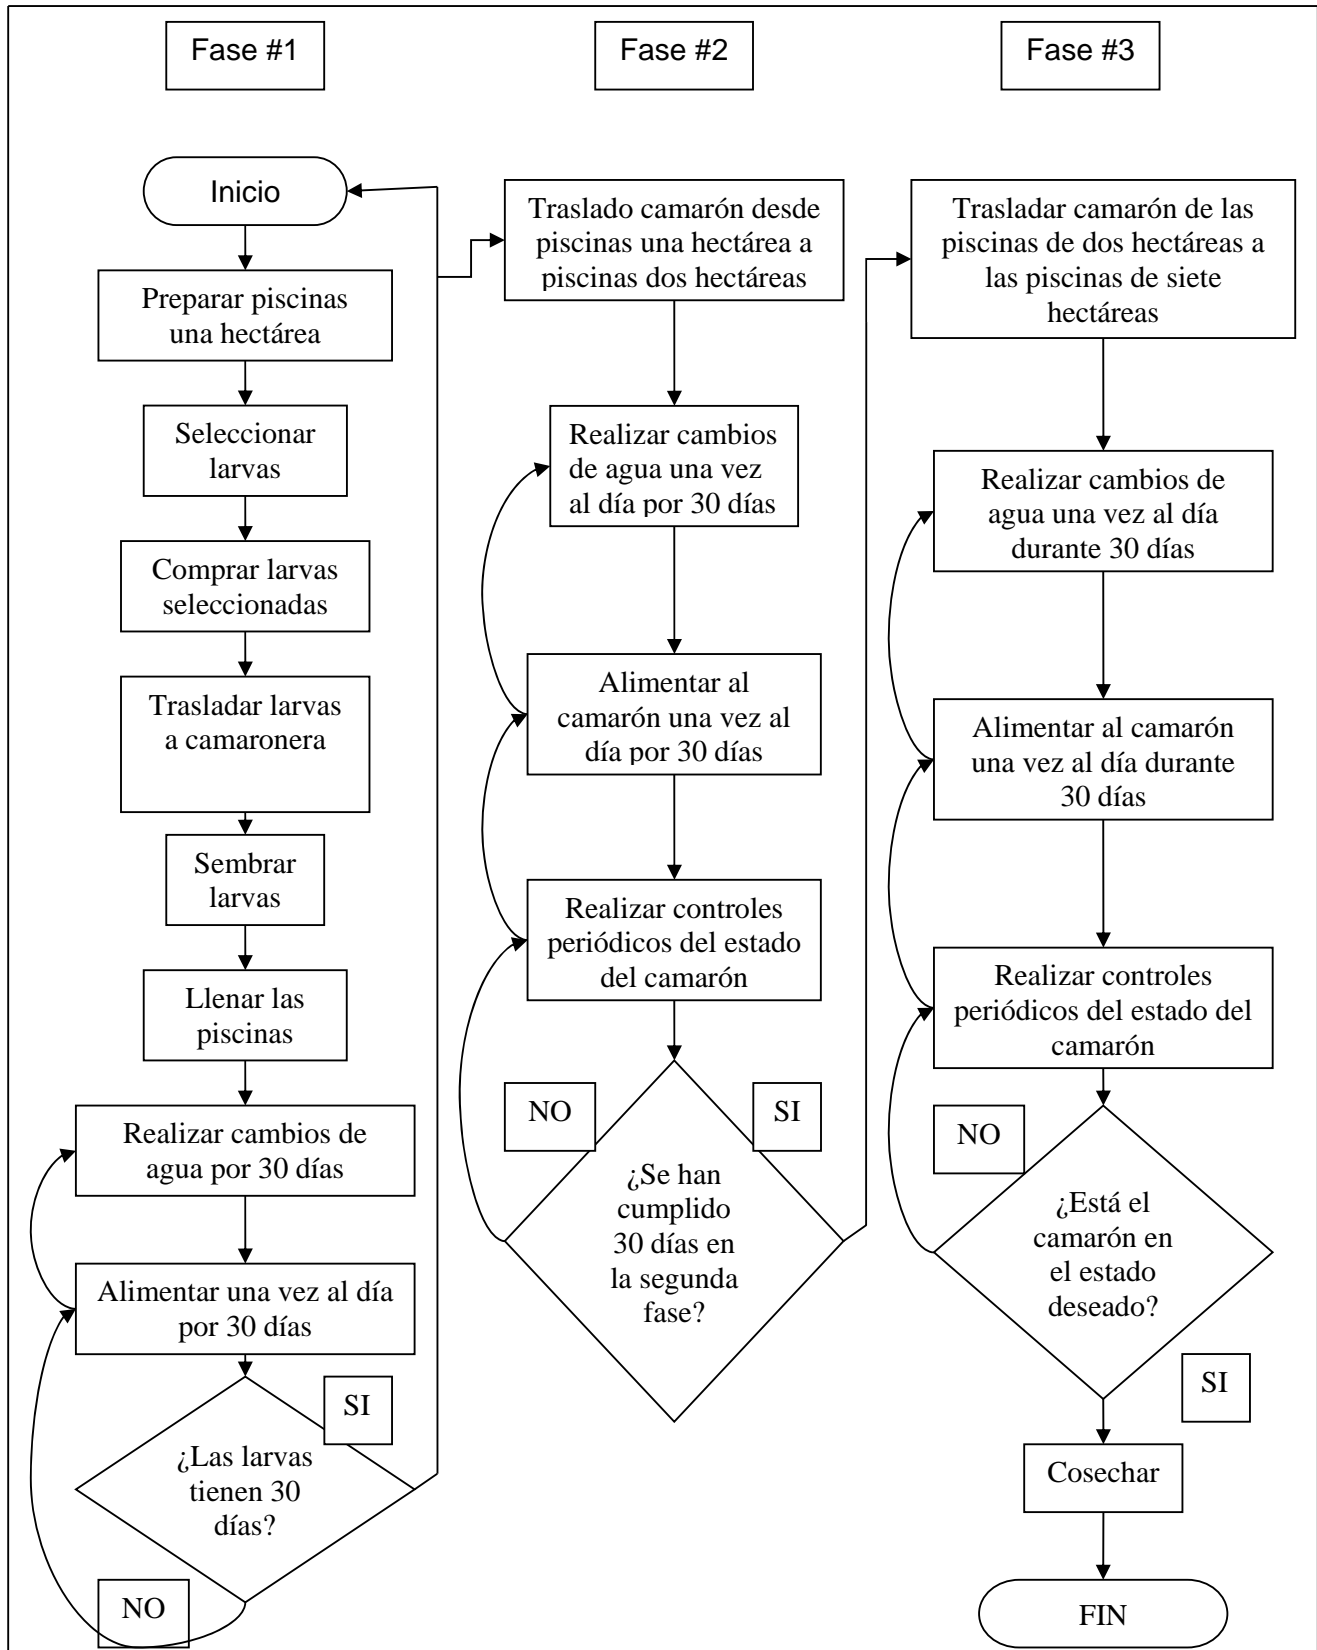 Fase #1
Fase #2
Fase #3
Inicio
Preparar piscinas
una hectárea
Seleccionar
larvas
Comprar larvas
seleccionadas
Trasladar larvas
a camaronera
Sembrar
larvas
Llenar las
piscinas
Realizar cambios de
agua por 30 días
Alimentar una vez al día
por 30 días
SI
¿Las larvas
tienen 30
días?
NO
Traslado camarón desde
piscinas una hectárea a
piscinas dos hectáreas
Realizar cambios
de agua una vez
al día por 30 días
Alimentar al
camarón una vez al
día por 30 días
Realizar controles
periódicos del estado
del camarón
NO
SI
¿Se han
cumplido
30 días en
la segunda
fase?
Trasladar camarón de las
piscinas de dos hectáreas a
las piscinas de siete
hectáreas
Realizar cambios de
agua una vez al día
durante 30 días
Alimentar al camarón
una vez al día durante
30 días
Realizar controles
periódicos del estado del
camarón
NO
¿Está el
camarón en
el estado
deseado?
SI
Cosechar
FIN